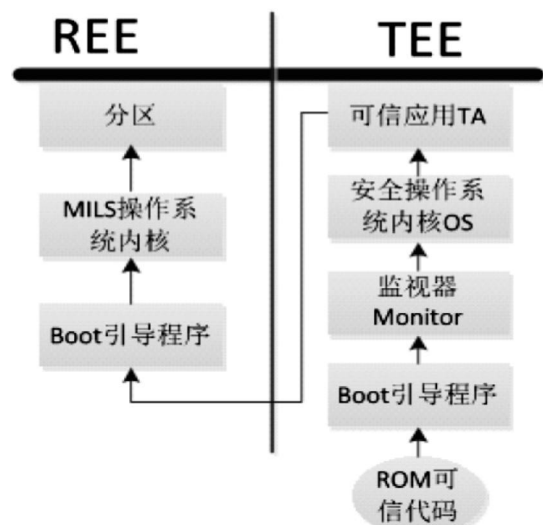 REE
TEE
分区
可信应用TA
MILS操作系
统内核
安全操作系
统内核OS
监视器
Monitor
Boot引导程序
Boot引导程序
ROM可
信代码